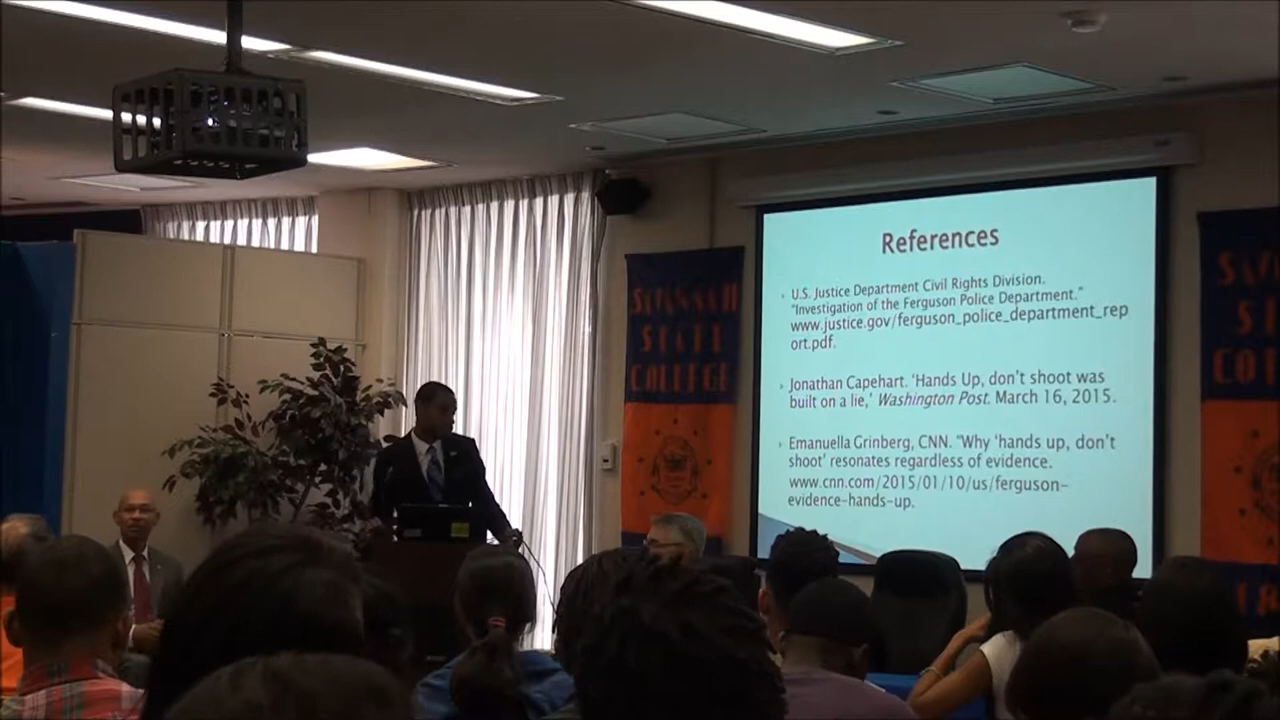 SAVANNAH
STATE
COLLEGE
References
U.S. Justice Department Civil Rights Division.
"Investigation of the Ferguson Police Department."
www.justice.gov/ferguson_police_department_rep
ort.pdf.
Jonathan Capehart. 'Hands Up, don't shoot was
built on a lie,' Washington Post. March 16, 2015.
Emanuella Grinberg, CNN. "Why 'hands up, don't
shoot' resonates regardless of evidence.
www.cnn.com/2015/01/10/us/ferguson-
evidence-hands-up.